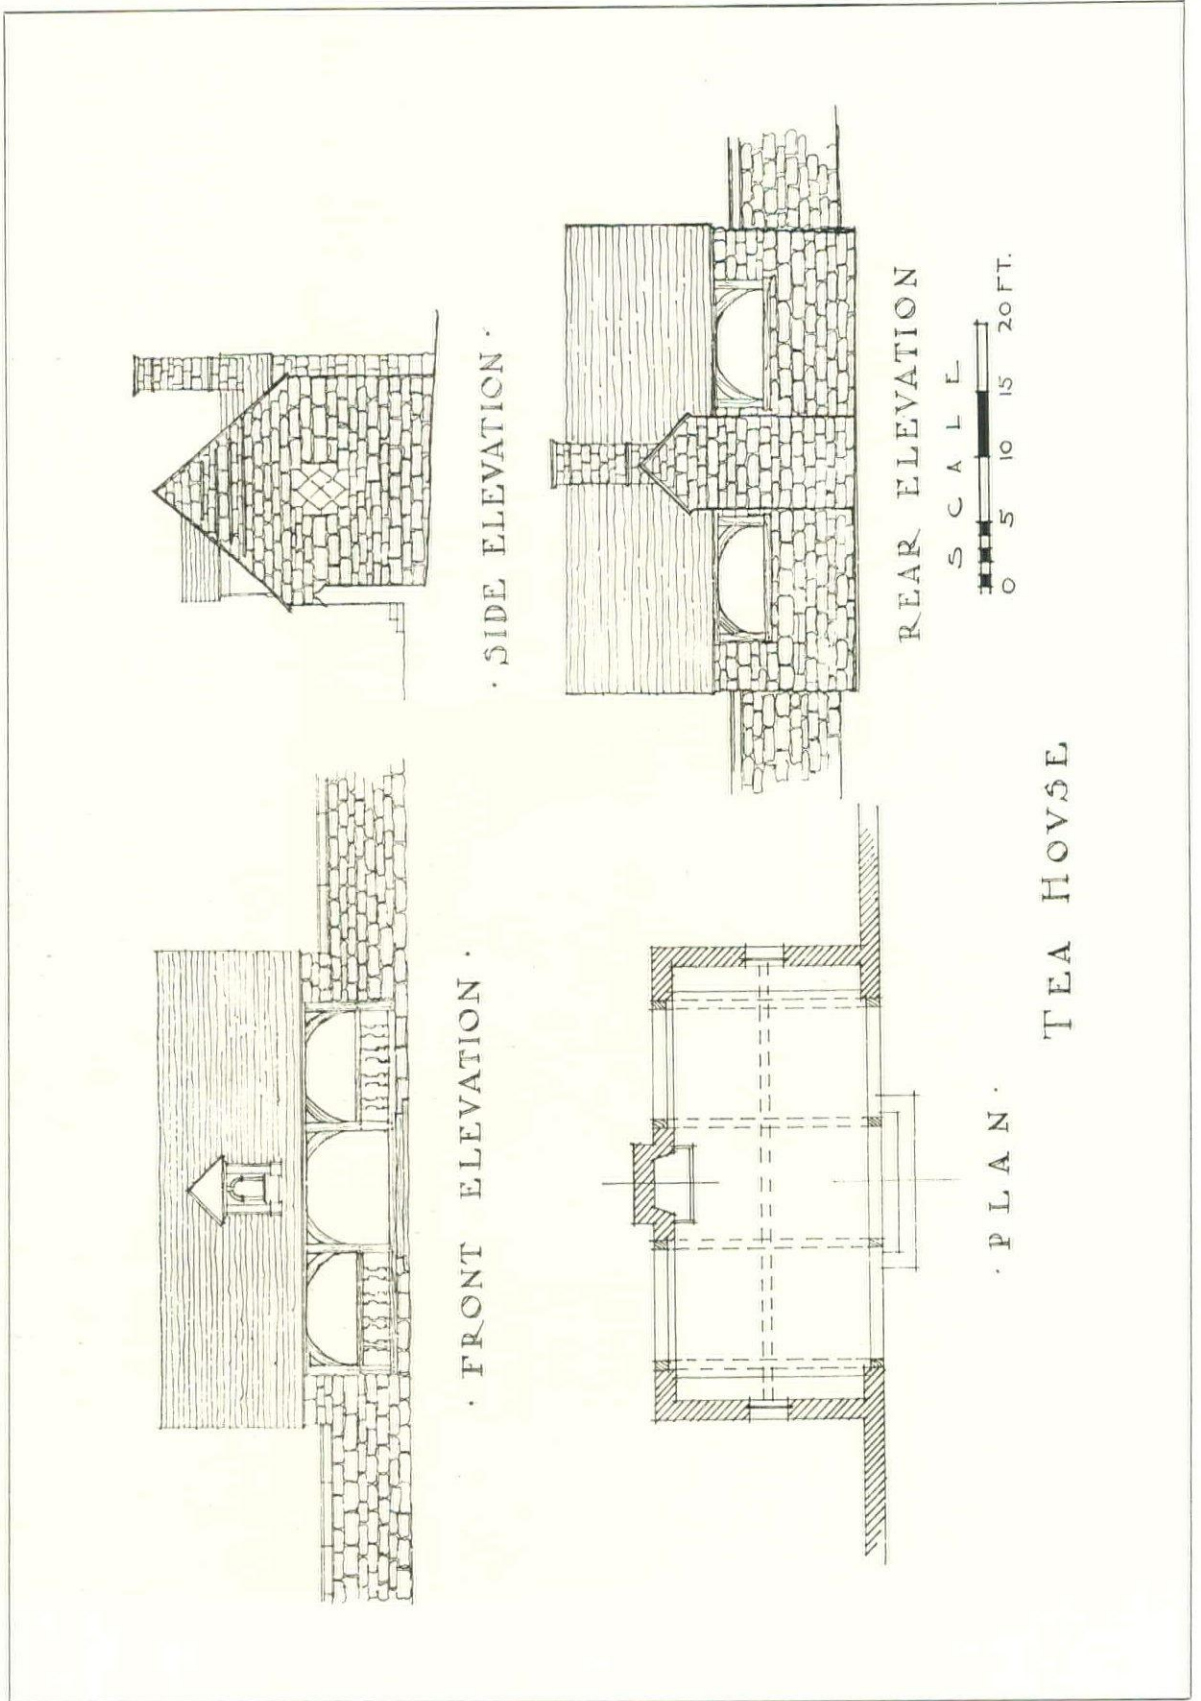 · FRONT ELEVATION ·
· SIDE ELEVATION ·
· PLAN ·
REAR ELEVATION
SCALE
0 5 10 15 20 FT.
TEA HOVSE